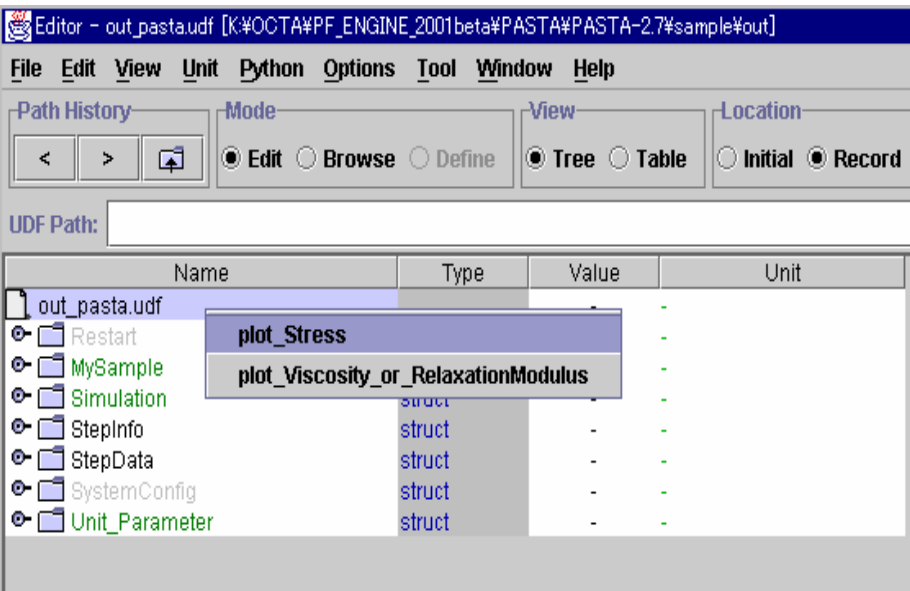 Editor - out_pasta.udf [K:¥OCTA¥PF_ENGINE_2001beta¥PASTA¥PASTA-2.7¥sample¥out]
File Edit View Unit Python Options Tool Window Help
Path History Mode View Location
< > Edit Browse Define Tree Table Initial Record
UDF Path:
Name Type Value Unit
out_pasta.udf - -
plot_Stress
plot_Viscosity_or_RelaxationModulus
Restart -
MySample -
Simulation struct - -
StepInfo struct - -
StepData struct - -
SystemConfig struct - -
Unit_Parameter struct - -